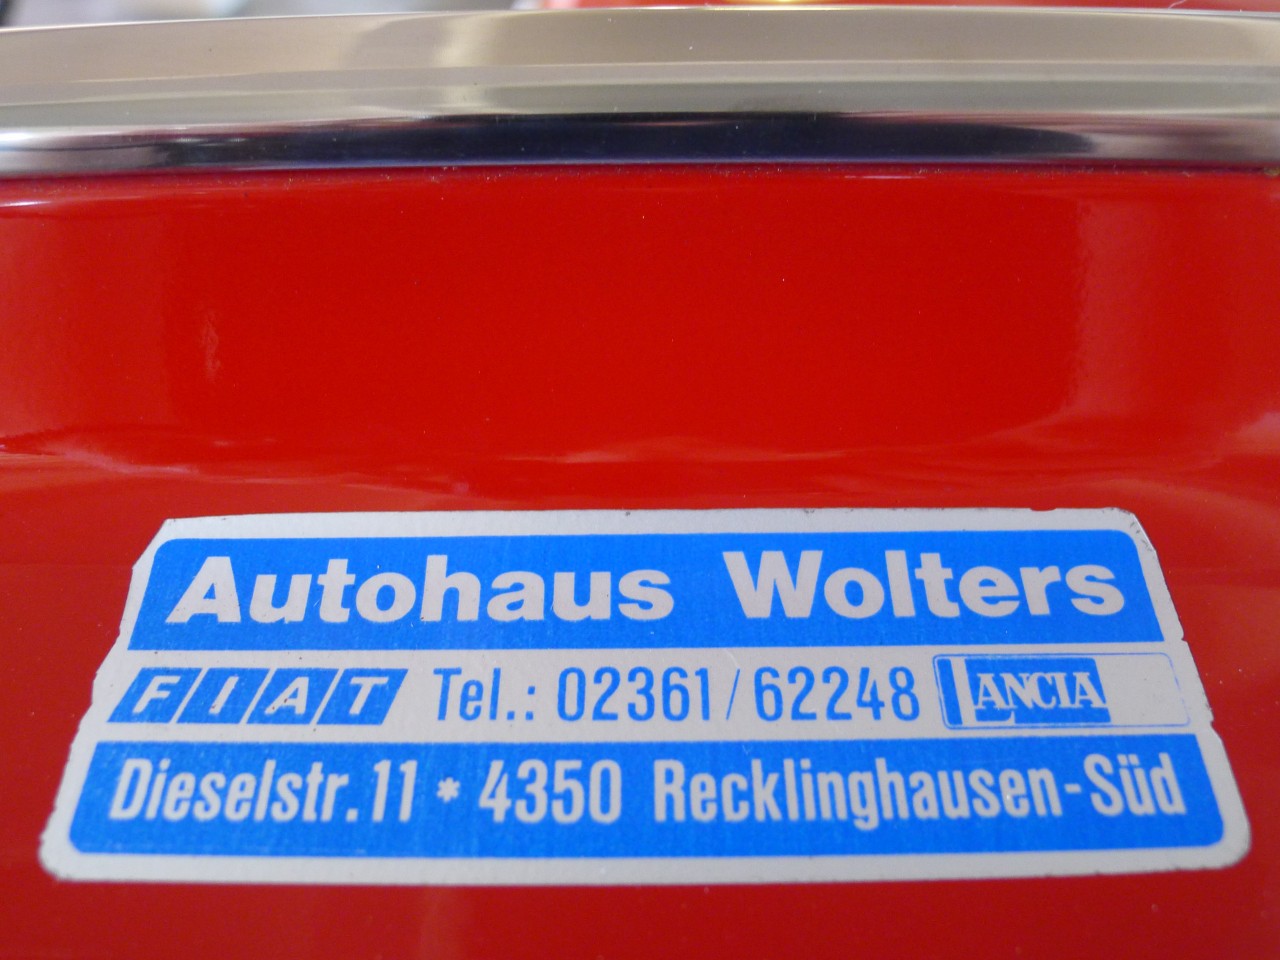 Autohaus Wolters
FIAT Tel.: 02361/62248 LANCIA
Dieselstr. 11 * 4350 Recklinghausen-Süd